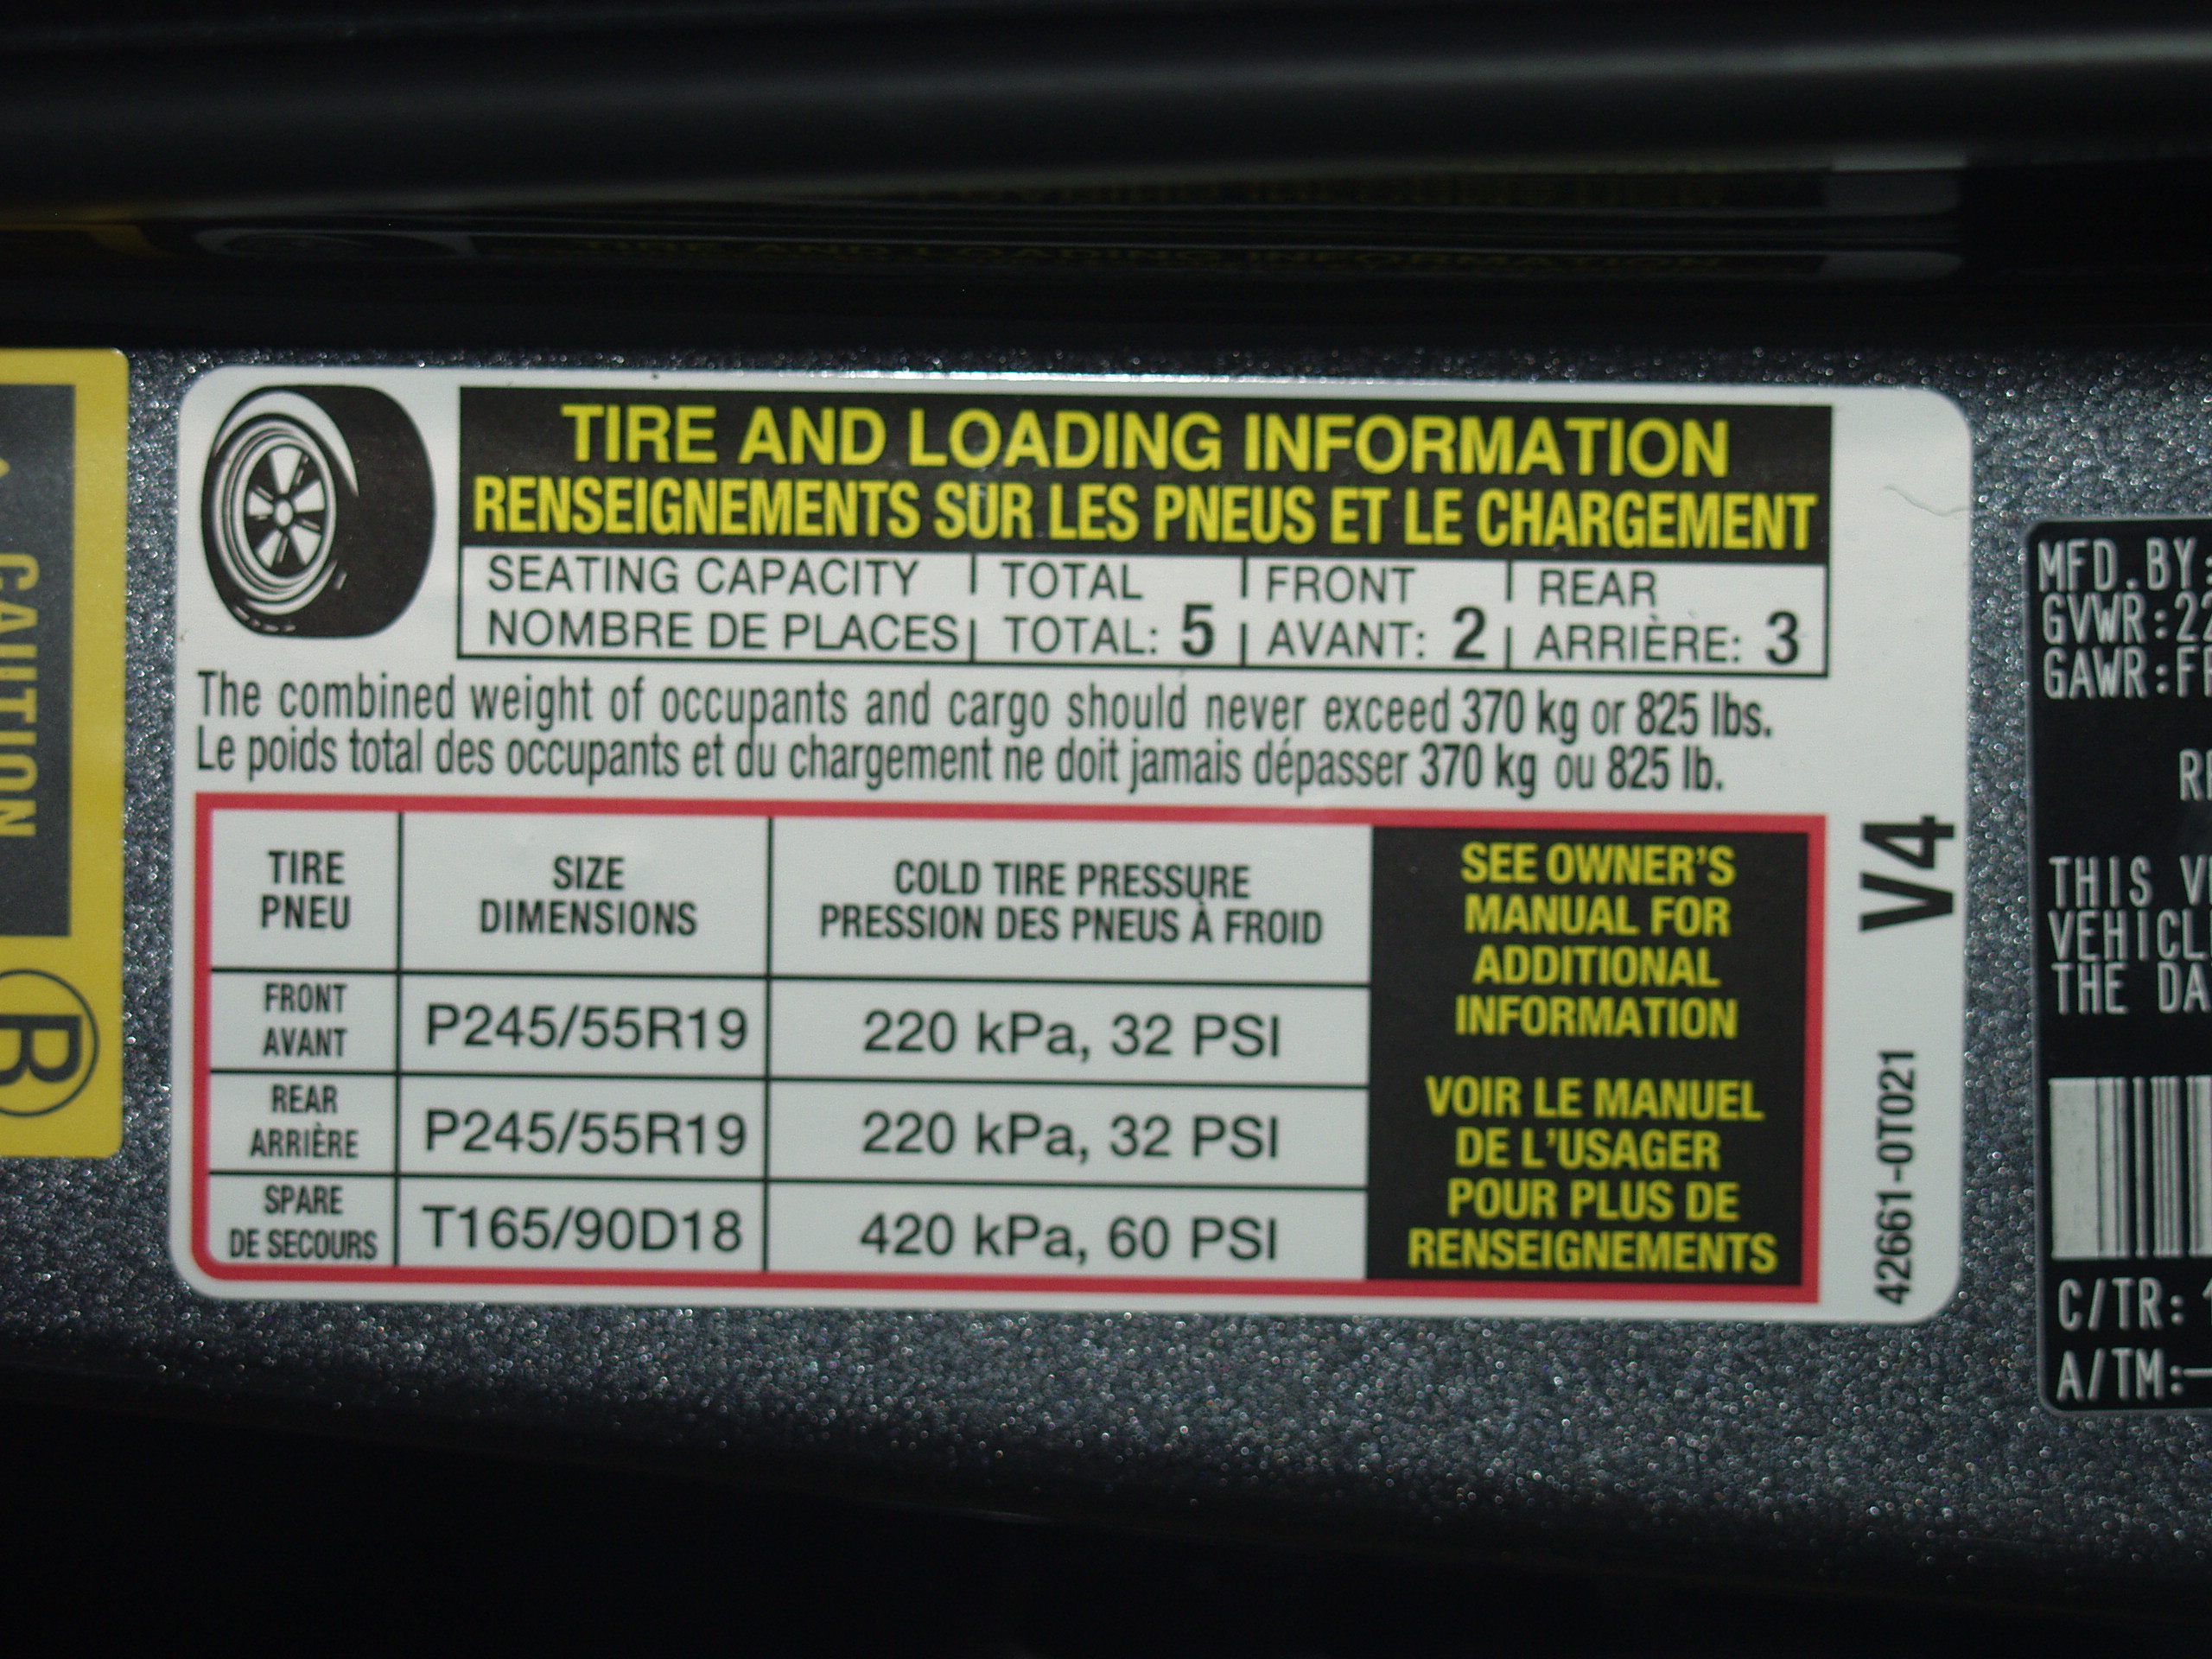 TIRE AND LOADING INFORMATION
RENSEIGNEMENTS SUR LES PNEUS ET LE CHARGEMENT
SEATING CAPACITY TOTAL FRONT REAR
NOMBRE DE PLACES TOTAL: 5 AVANT: 2 ARRIÈRE: 3
The combined weight of occupants and cargo should never exceed 370 kg or 825 lbs.
Le poids total des occupants et du chargement ne doit jamais dépasser 370 kg ou 825 lb.
TIRE SIZE COLD TIRE PRESSURE
PNEU DIMENSIONS PRESSION DES PNEUS À FROID
FRONT
AVANT
P245/55R19 220 kPa, 32 PSI
REAR
ARRIÈRE
P245/55R19 220 kPa, 32 PSI
SPARE
DE SECOURS
T165/90D18 420 kPa, 60 PSI
SEE OWNER'S
MANUAL FOR
ADDITIONAL
INFORMATION
VOIR LE MANUEL
DE L'USAGER
POUR PLUS DE
RENSEIGNEMENTS
V4
42661-0T021
CAUTION
B
MFD.BY:
GVWR:22
GAWR:
THIS
THE
C/TR:
A/TM: